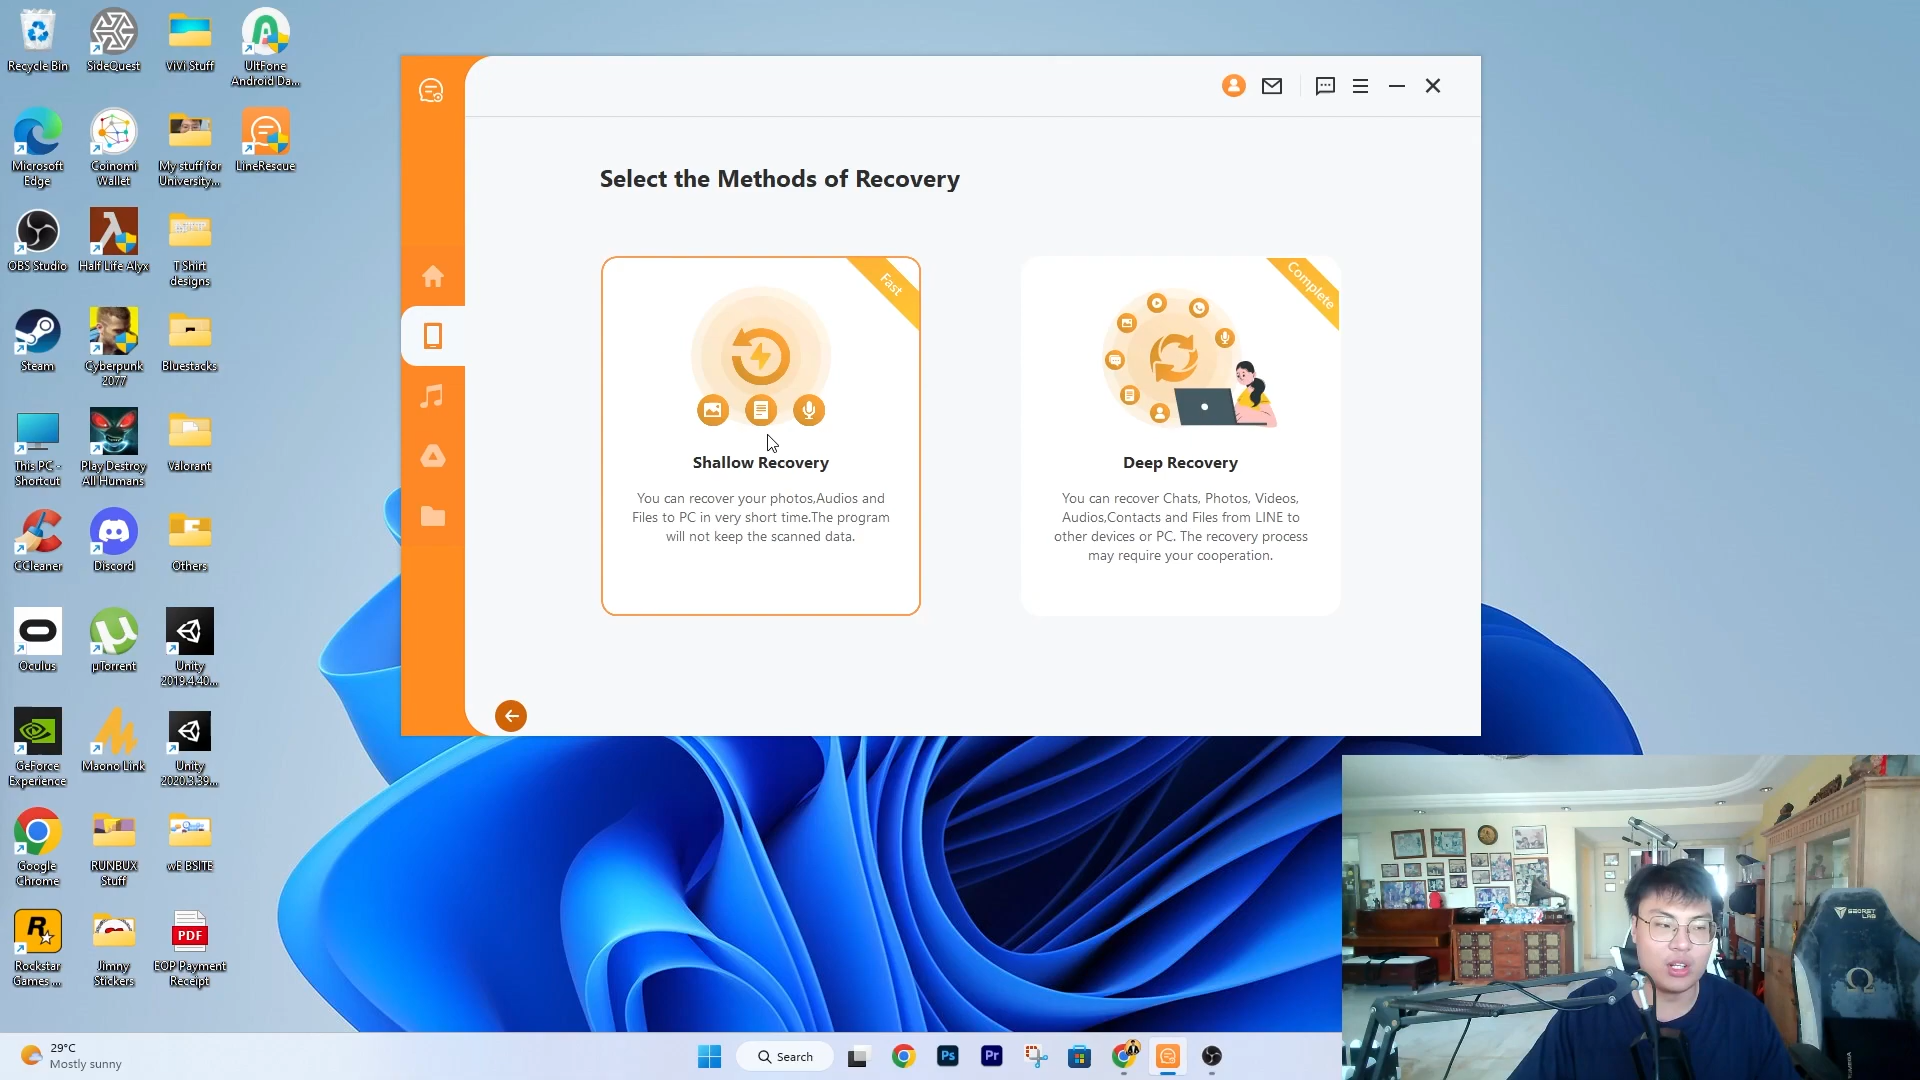 Recycle Bin
SideQuest
ViVi Stuff
UltFone
Android Da...
Microsoft
Edge
Coinomi
Wallet
My stuff for
University...
LineRescue
OBS Studio
Half Life Alyx
T Shirt
designs
Steam
Cyberpunk
2077
Bluestacks
This PC -
Shortcut
Play Destroy
All Humans
Valorant
CCleaner
Discord
Others
Oculus
µTorrent
Unity
2019.4.40...
GeForce
Experience
Maono Link
Unity
2020.3.39...
Google
Chrome
RUNBUX
Stuff
wEBSITE
Rockstar
Games ...
Jimny
Stickers
PDF
EOP Payment
Receipt
Select the Methods of Recovery
Fast
Shallow Recovery
You can recover your photos,Audios and
Files to PC in very short time.The program
will not keep the scanned data.
Complete
Deep Recovery
You can recover Chats, Photos, Videos,
Audios,Contacts and Files from LINE to
other devices or PC. The recovery process
may require your cooperation.
SECRET
LAB
29°C
Mostly sunny
Search
Ps
Pr